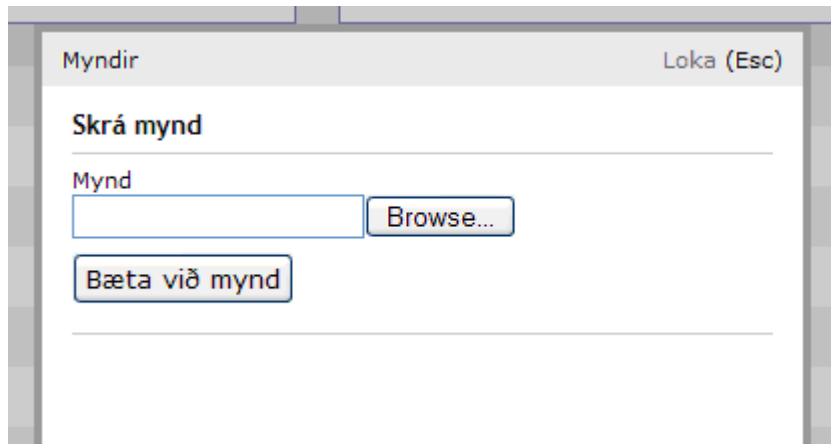 Myndir Loka (Esc)
Skrá mynd
Mynd
Browse...
Bæta við mynd